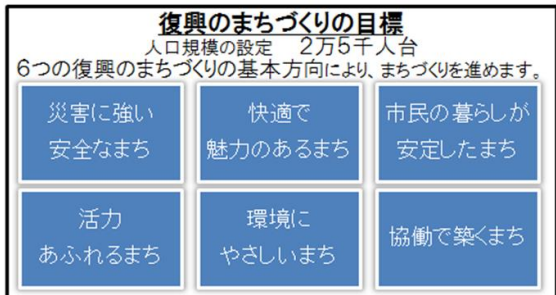 復興のまちづくりの目標
人口規模の設定　2万5千人台
6つの復興のまちづくりの基本方向により、まちづくりを進めます。
災害に強い
安全なまち
快適で
魅力のあるまち
市民の暮らしが
安定したまち
活力
あふれるまち
環境に
やさしいまち
協働で築くまち